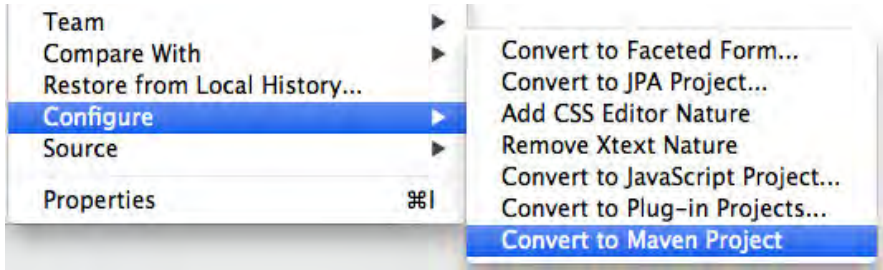 Team
Compare With
Restore from Local History...
Configure
Source
Properties ⌘I
Convert to Faceted Form...
Convert to JPA Project...
Add CSS Editor Nature
Remove Xtext Nature
Convert to JavaScript Project...
Convert to Plug-in Projects...
Convert to Maven Project